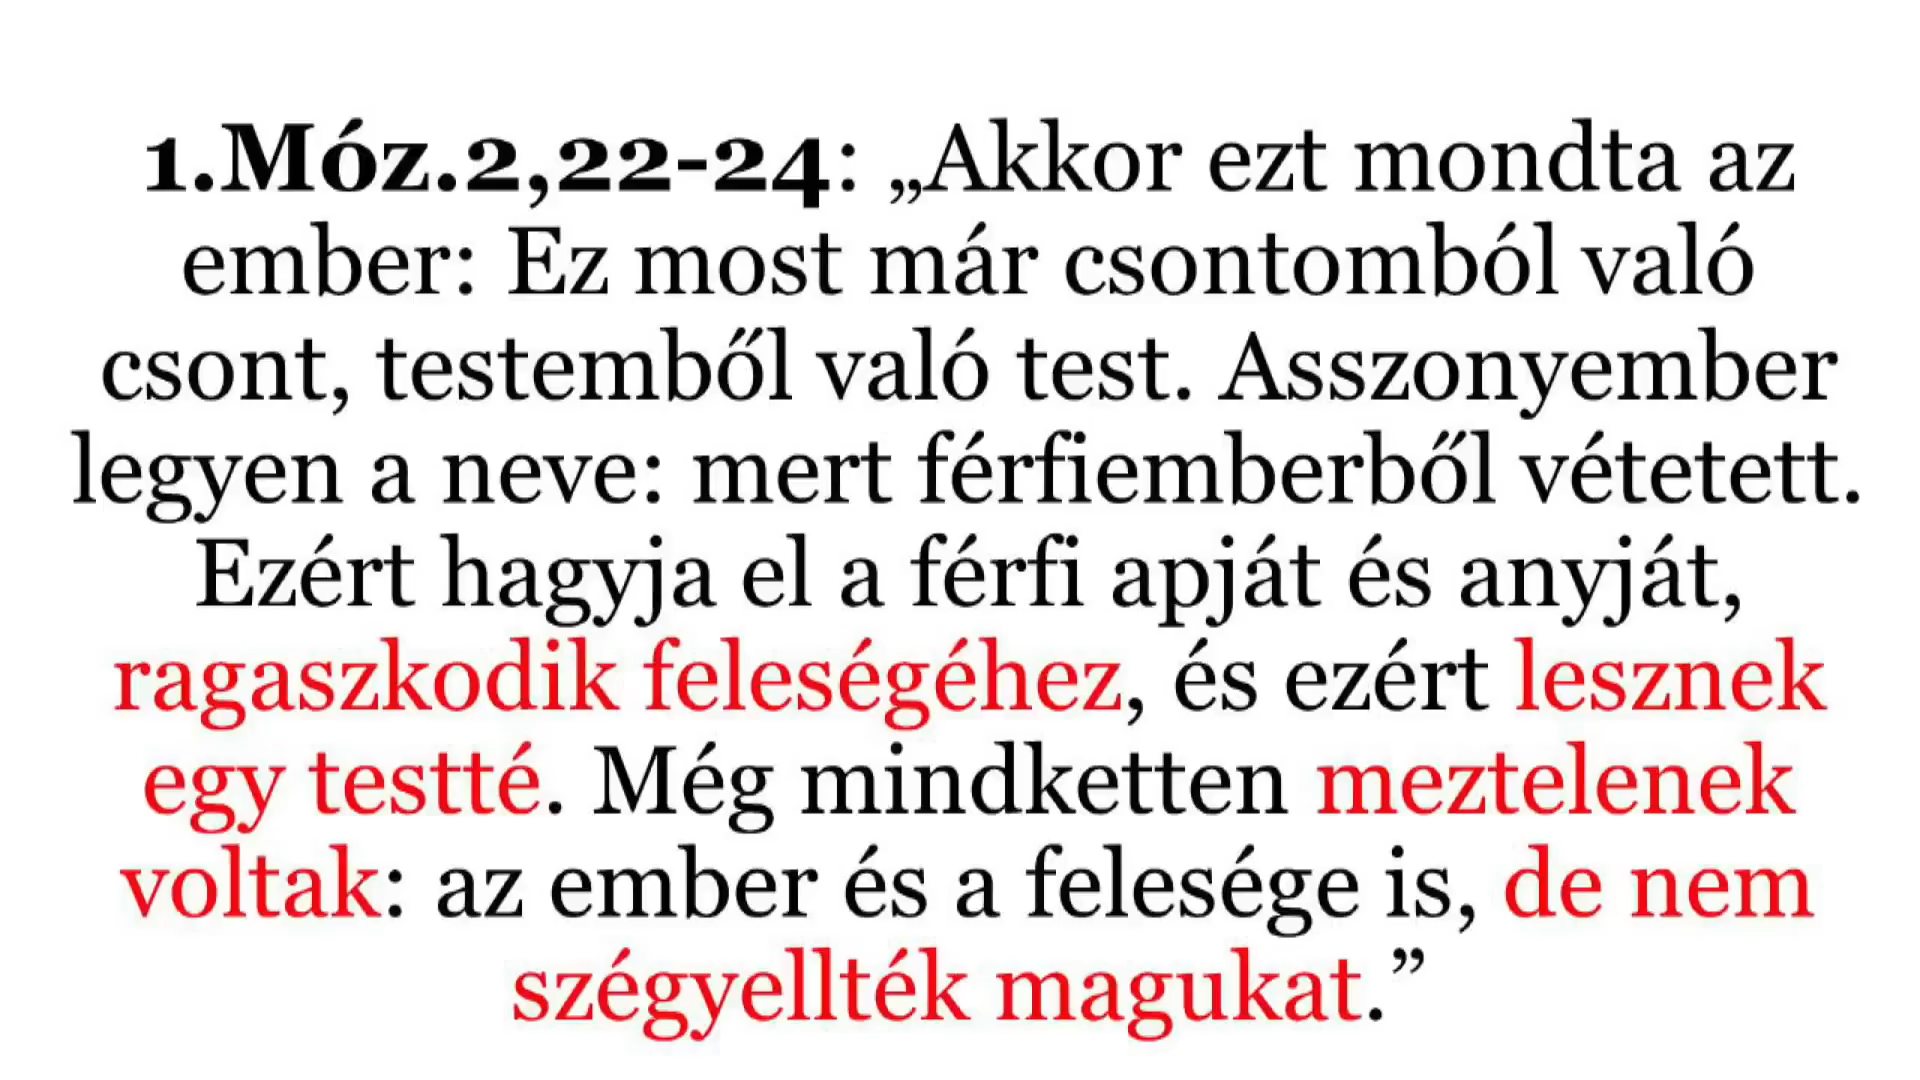 1.Móz.2,22-24: „Akkor ezt mondta az
ember: Ez most már csontomból való
csont, testemből való test. Asszonyember
legyen a neve: mert férfiemberből vétetett.
Ezért hagyja el a férfi apját és anyját,
ragaszkodik feleségéhez, és ezért lesznek
egy testté. Még mindketten meztelenek
voltak: az ember és a felesége is, de nem
szégyellték magukat.”